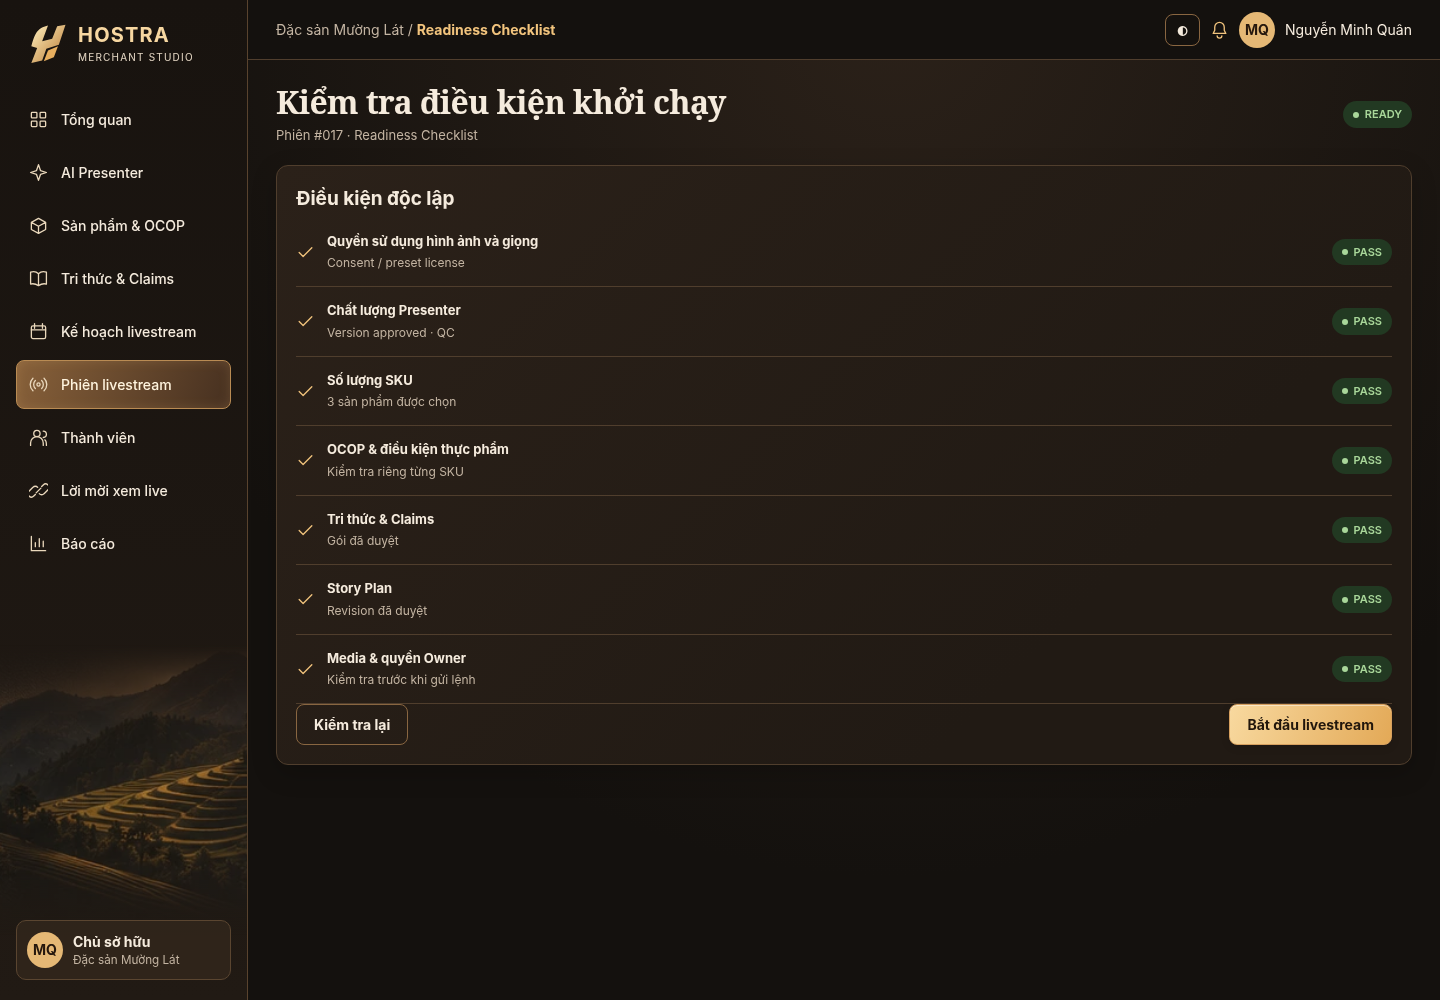 HOSTRA
MERCHANT STUDIO
Tổng quan
AI Presenter
Sản phẩm & OCOP
Tri thức & Claims
Kế hoạch livestream
Phiên livestream
Thành viên
Lời mời xem live
Báo cáo
MQ
Chủ sở hữu
Đặc sản Mường Lát
Đặc sản Mường Lát / Readiness Checklist
MQ
Nguyễn Minh Quân
Kiểm tra điều kiện khởi chạy
Phiên #017 · Readiness Checklist
READY
Điều kiện độc lập
Quyền sử dụng hình ảnh và giọng
Consent / preset license
PASS
Chất lượng Presenter
Version approved · QC
PASS
Số lượng SKU
3 sản phẩm được chọn
PASS
OCOP & điều kiện thực phẩm
Kiểm tra riêng từng SKU
PASS
Tri thức & Claims
Gói đã duyệt
PASS
Story Plan
Revision đã duyệt
PASS
Media & quyền Owner
Kiểm tra trước khi gửi lệnh
PASS
Kiểm tra lại
Bắt đầu livestream